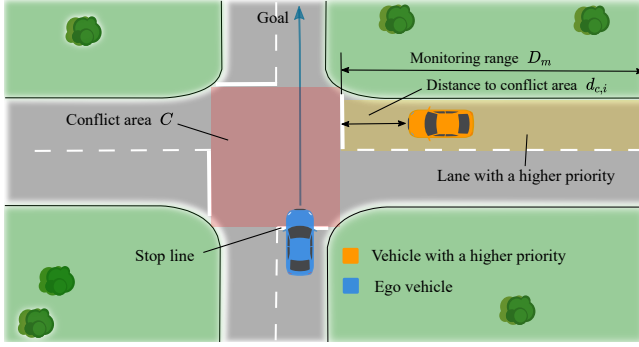 Goal
Monitoring range D_m
Distance to conflict area d_{c,i}
Conflict area C
Lane with a higher priority
Stop line
Vehicle with a higher priority
Ego vehicle